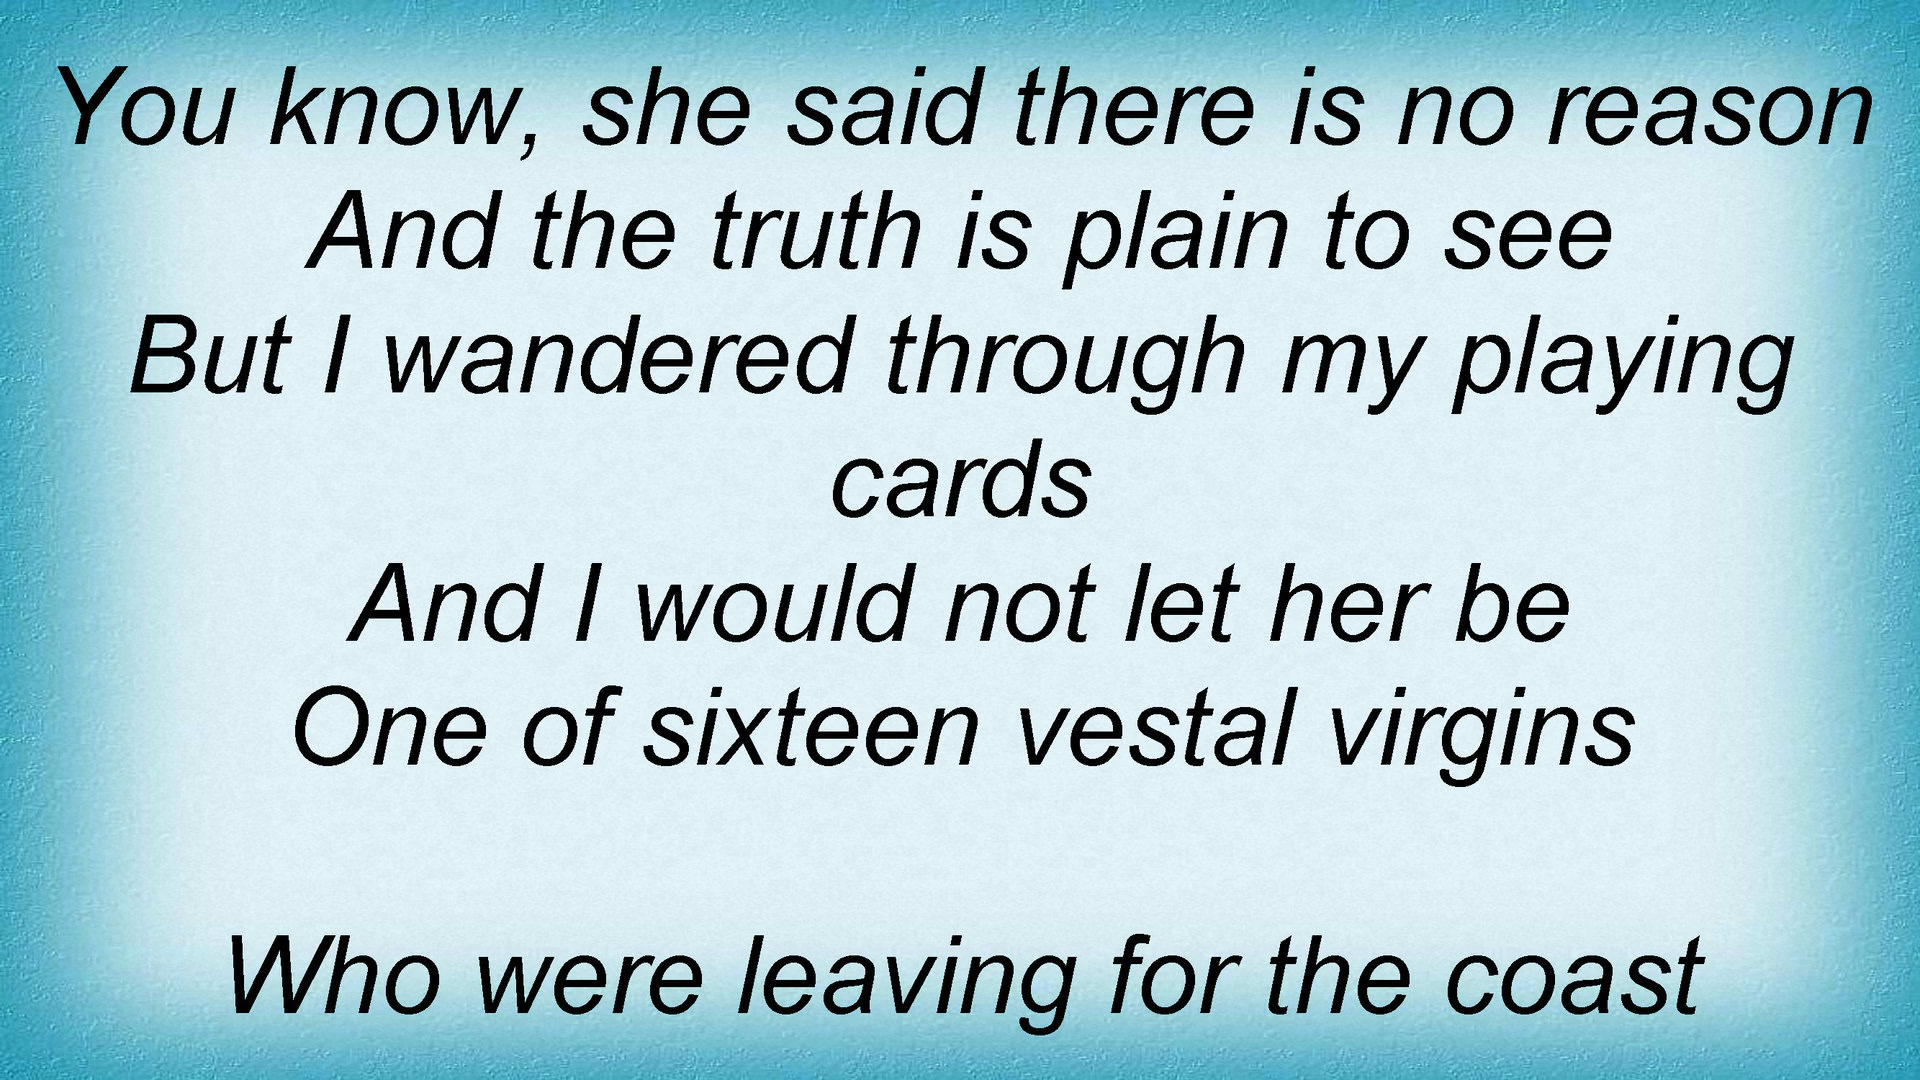 You know, she said there is no reason
And the truth is plain to see
But I wandered through my playing
cards
And I would not let her be
One of sixteen vestal virgins
Who were leaving for the coast